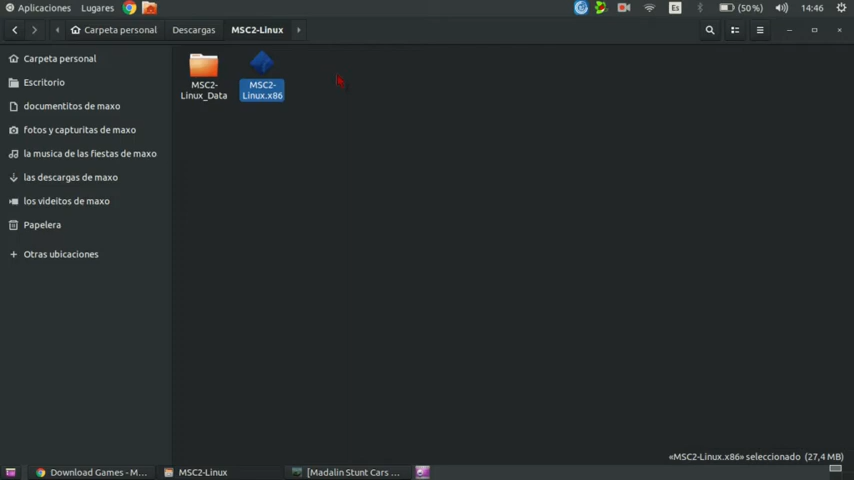 Aplicaciones Lugares Es (50%) 14:46
Carpeta personal Descargas MSC2-Linux
Carpeta personal
Escritorio
documentitos de maxo
fotos y capturitas de maxo
la musica de las fiestas de maxo
las descargas de maxo
los videitos de maxo
Papelera
Otras ubicaciones
MSC2-
Linux_Data
MSC2-
Linux.x86
«MSC2-Linux.x86» seleccionado (27,4 MB)
Download Games - M... MSC2-Linux [Madalin Stunt Cars ...